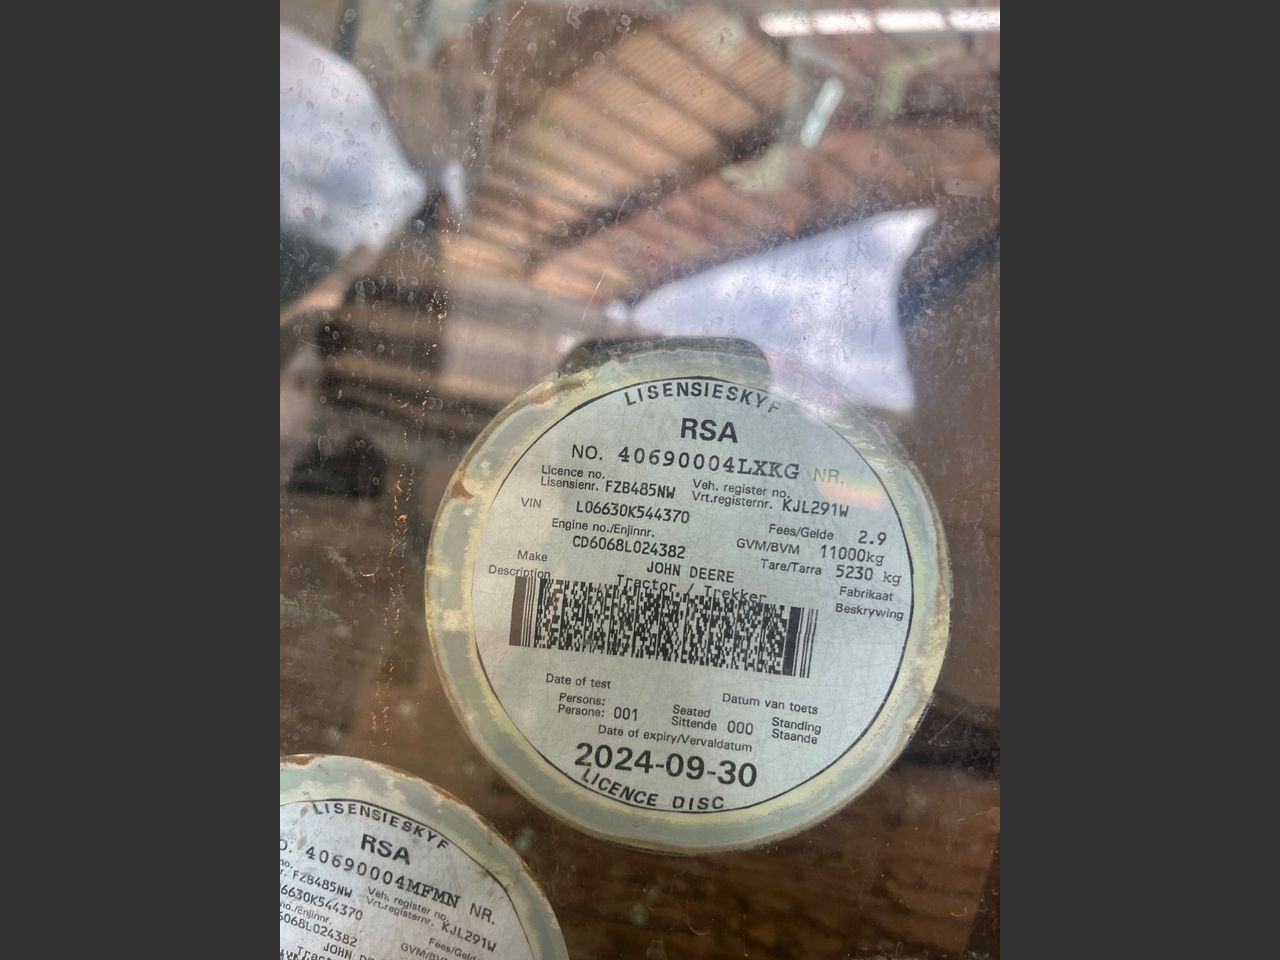 LISENSIESKYF
RSA
NO. 40690004LXKG NR.
Licence no.
Lisensienr. FZB485NW
Veh. register no.
Vrt.registernr. KJL291W
VIN L06630K544370
Fees/Gelde 2.9
Engine no./Enjinnr.
CD6068L024382
GVM/BVM 11000kg
Tare/Tarra 5230 kg
Make JOHN DEERE Fabrikaat
Description Tractor / Trekker Beskrywing
Date of test Datum van toets
Persons:
Persone: 001
Seated
Sittende 000
Standing
Staande
Date of expiry/Vervaldatum
2024-09-30
LICENCE DISC
LISENSIESKYF
RSA
40690004MFMN NR.
FZB485NW
Veh. register no.
Vrt.registernr. KJL291W
6630K544370
no./Enjinnr.
6068L024382
Fees/Gelde
JOHN